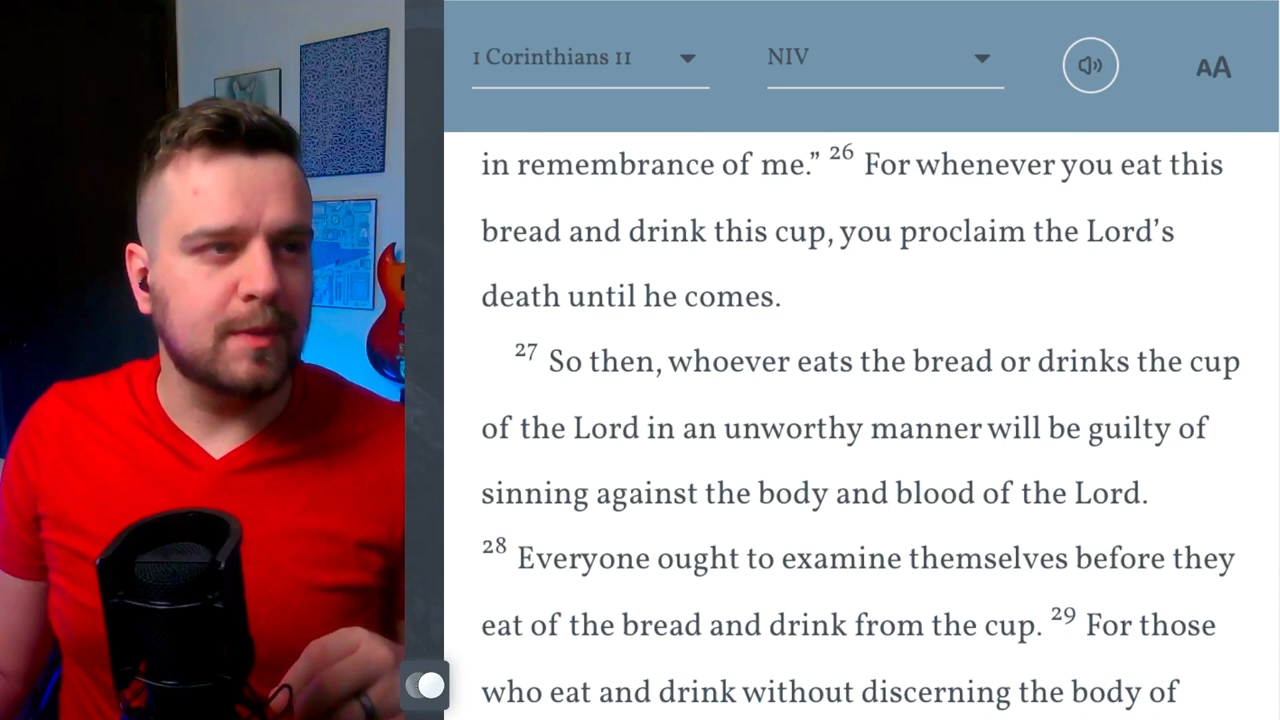 1 Corinthians 11
NIV
AA
in remembrance of me.” 26 For whenever you eat this
bread and drink this cup, you proclaim the Lord’s
death until he comes.
27 So then, whoever eats the bread or drinks the cup
of the Lord in an unworthy manner will be guilty of
sinning against the body and blood of the Lord.
28 Everyone ought to examine themselves before they
eat of the bread and drink from the cup. 29 For those
who eat and drink without discerning the body of